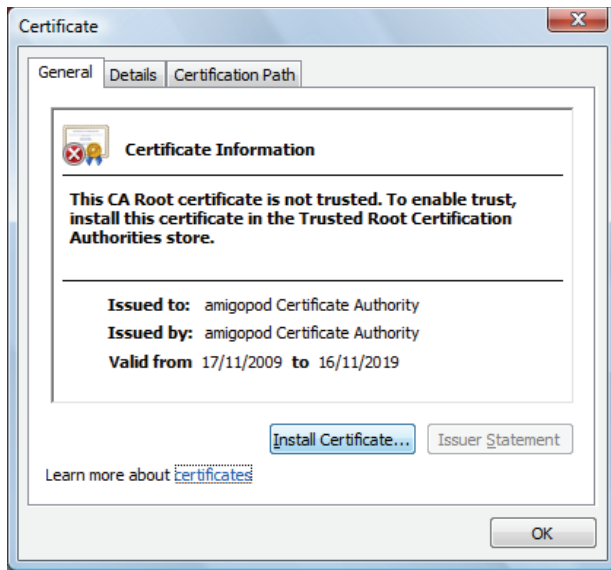 Certificate
General Details Certification Path
Certificate Information
This CA Root certificate is not trusted. To enable trust,
install this certificate in the Trusted Root Certification
Authorities store.
Issued to: amigopod Certificate Authority
Issued by: amigopod Certificate Authority
Valid from 17/11/2009 to 16/11/2019
Install Certificate... Issuer Statement
Learn more about certificates
OK